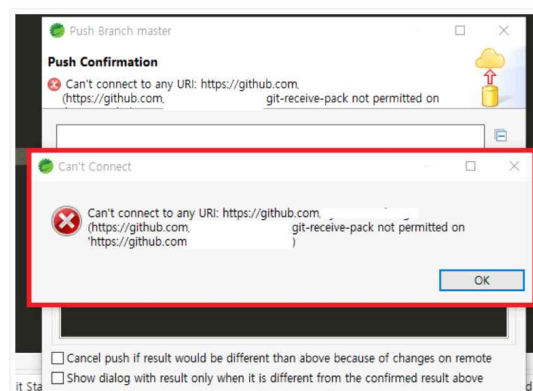 Push Branch master
Push Confirmation
Can't connect to any URI: https://github.com,
(https://github.com, git-receive-pack not permitted on
Can't Connect
Can't connect to any URI: https://github.com,
(https://github.com, git-receive-pack not permitted on
'https://github.com )
OK
Cancel push if result would be different than above because of changes on remote
Show dialog with result only when it is different from the confirmed result above
it Sta